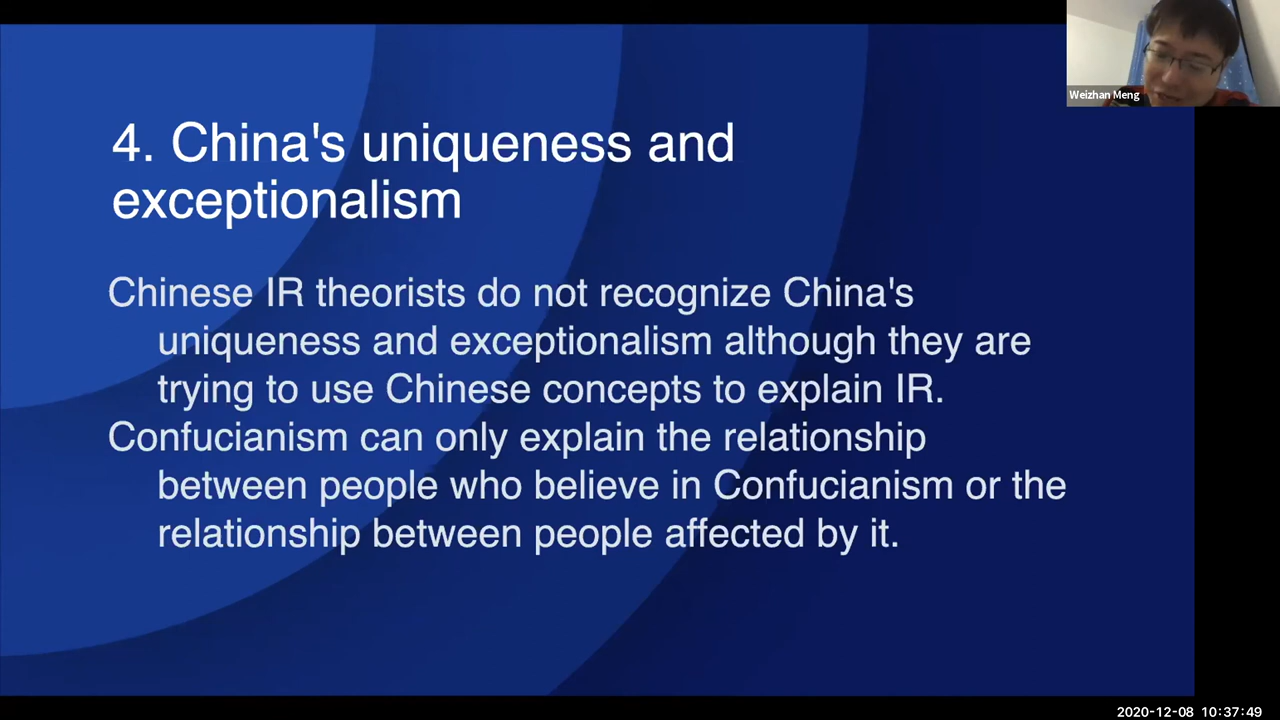 Weizhan Meng
4. China's uniqueness and
exceptionalism
Chinese IR theorists do not recognize China's
uniqueness and exceptionalism although they are
trying to use Chinese concepts to explain IR.
Confucianism can only explain the relationship
between people who believe in Confucianism or the
relationship between people affected by it.
2020-12-08 10:37:49